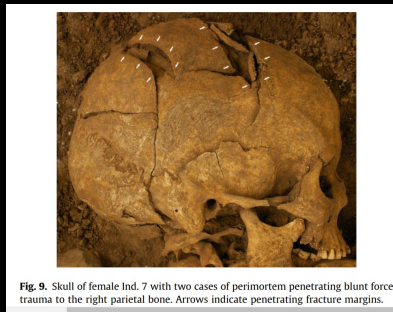 Fig. 9. Skull of female Ind. 7 with two cases of perimortem penetrating blunt force
trauma to the right parietal bone. Arrows indicate penetrating fracture margins.